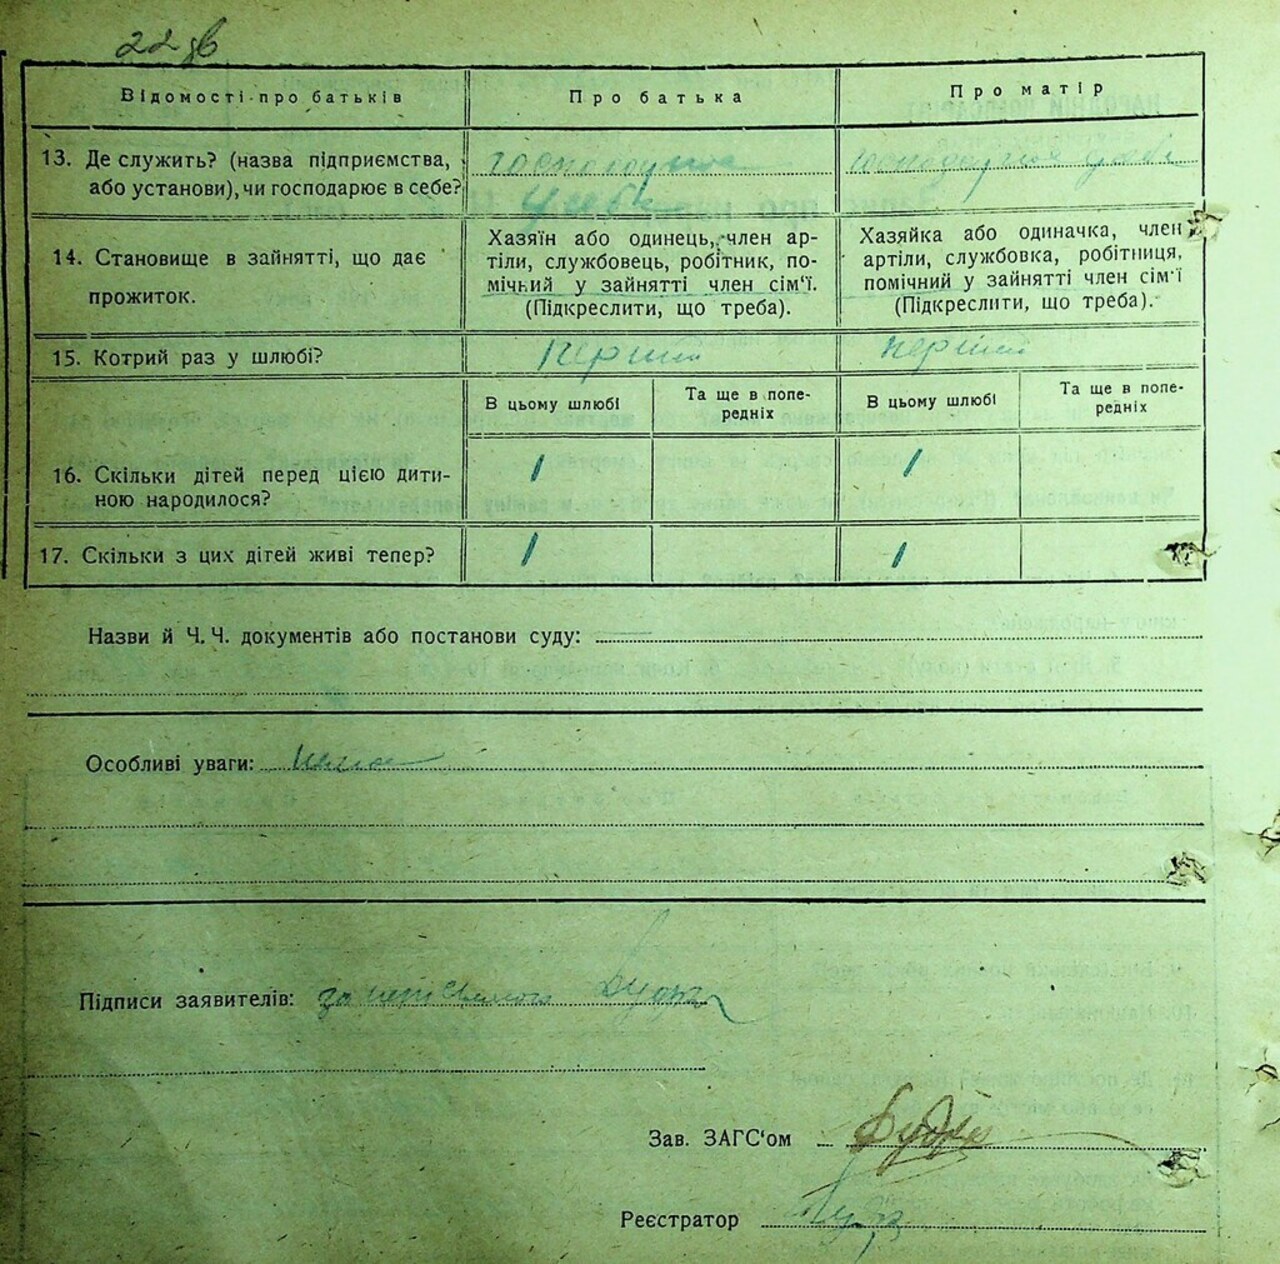 22 зв
Відомості про батьків
Про батька
Про матір
13. Де служить? (назва підприємства,
або установи), чи господарює в себе?
14. Становище в зайнятті, що дає
прожиток.
Хазяїн або одинець, член ар-
тіли, службовець, робітник, по-
мічний у зайнятті член сім'ї.
(Підкреслити, що треба).
Хазяйка або одиначка, член
артіли, службовка, робітниця,
помічний у зайнятті член сім'ї
(Підкреслити, що треба).
15. Котрий раз у шлюбі?
перший
перший
В цьому шлюбі
Та ще в попе-
редніх
В цьому шлюбі
Та ще в попе-
редніх
16. Скільки дітей перед цією дити-
ною народилося?
1
1
17. Скільки з цих дітей живі тепер?
1
1
Назви й Ч. Ч. документів або постанови суду:
Особливі уваги:
Підписи заявителів:
Зав. ЗАГС'ом
Реєстратор